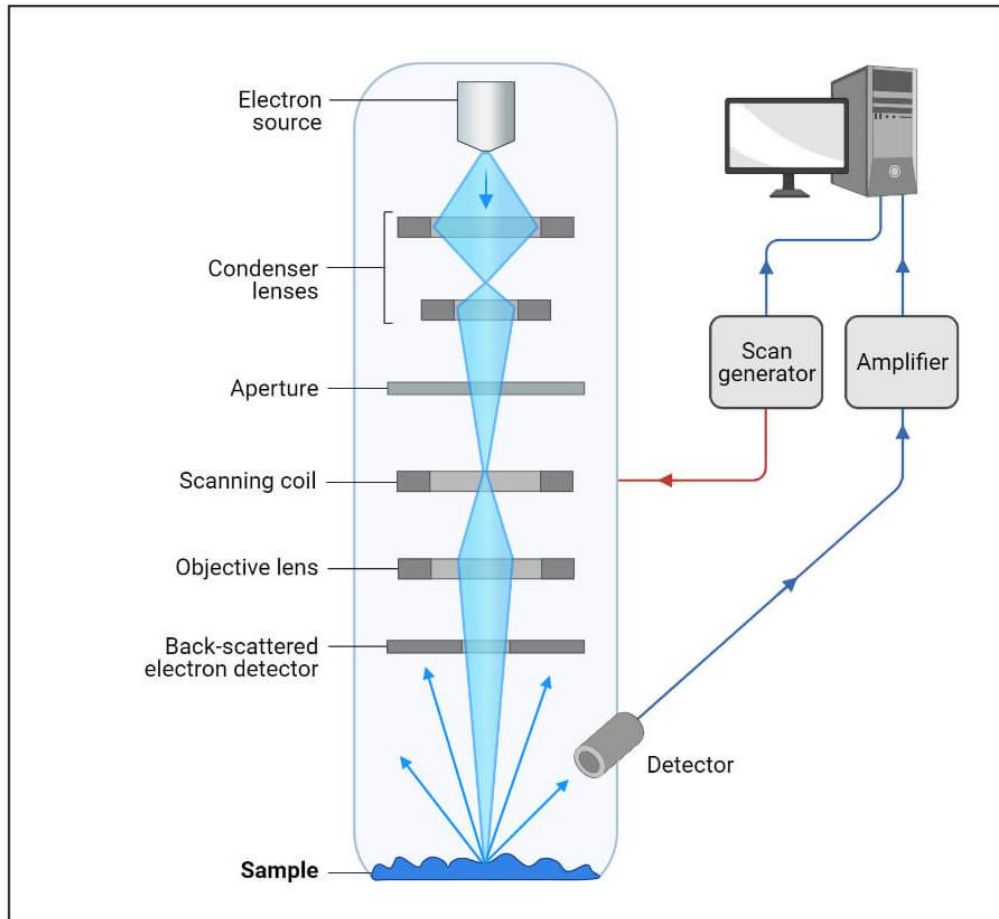 Electron
source
Condenser
lenses
Aperture
Scanning coil
Objective lens
Back-scattered
electron detector
Sample
Scan
generator
Amplifier
Detector